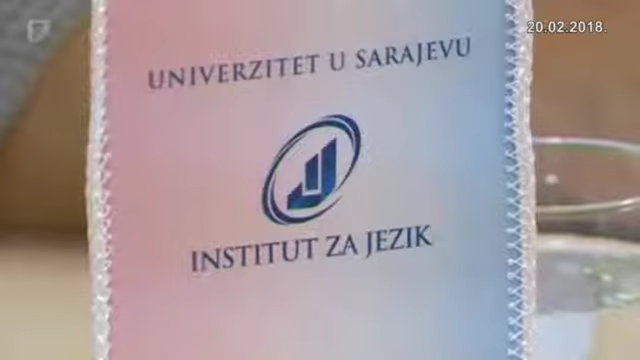 20.02.2018.
UNIVERZITET U SARAJEVU
INSTITUT ZA JEZIK